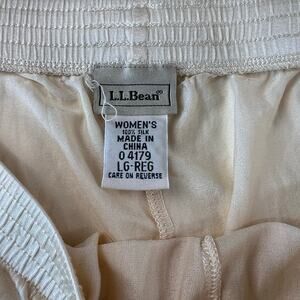 L.L.Bean®
WOMEN'S
100% SILK
MADE IN
CHINA
0 4179
LG-REG
CARE ON REVERSE